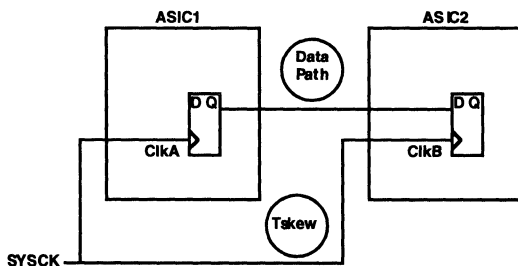 ASIC1
ASIC2
Data
Path
D Q
D Q
ClkA
ClkB
Tskew
SYSCK